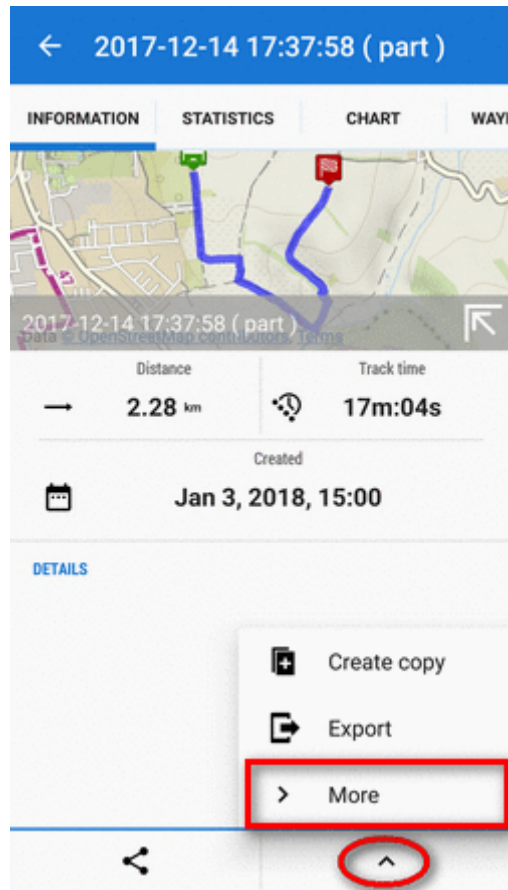 2017-12-14 17:37:58 ( part )
INFORMATION STATISTICS CHART WAY
47
2017-12-14 17:37:58 ( part )
Data © OpenStreetMap contributors, Terms
Distance Track time
2.28 km 17m:04s
Created
Jan 3, 2018, 15:00
DETAILS
Create copy
Export
More